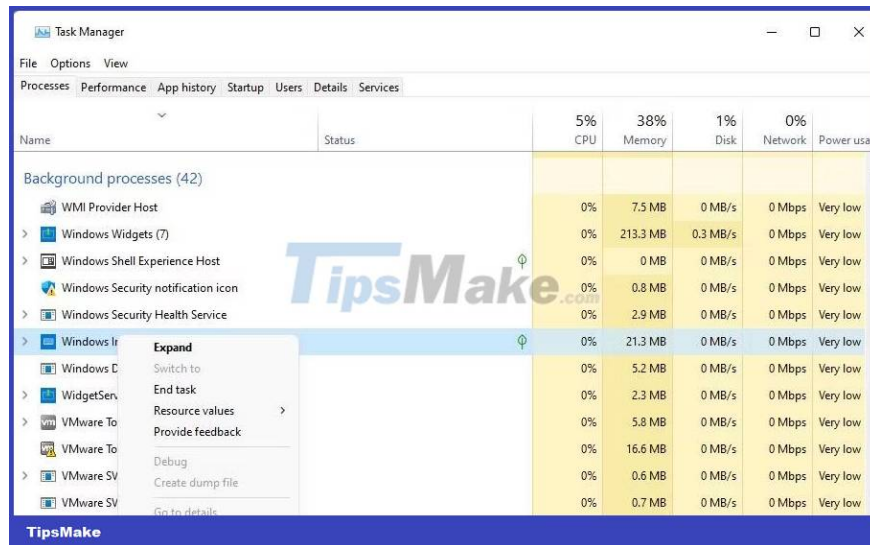 Task Manager
File Options View
Processes Performance App history Startup Users Details Services
5% 38% 1% 0%
Name Status CPU Memory Disk Network Power usa
Background processes (42)
WMI Provider Host 0% 7.5 MB 0 MB/s 0 Mbps Very low
Windows Widgets (7) 0% 213.3 MB 0.3 MB/s 0 Mbps Very low
Windows Shell Experience Host 0% 0 MB 0 MB/s 0 Mbps Very low
TipsMake.com
Windows Security notification icon 0% 0.8 MB 0 MB/s 0 Mbps Very low
Windows Security Health Service 0% 2.9 MB 0 MB/s 0 Mbps Very low
Windows In 0% 21.3 MB 0 MB/s 0 Mbps Very low
Expand
Windows D Switch to 0% 5.2 MB 0 MB/s 0 Mbps Very low
WidgetServ End task 0% 2.3 MB 0 MB/s 0 Mbps Very low
Resource values
VMware To 0% 5.8 MB 0 MB/s 0 Mbps Very low
Provide feedback
VMware To 0% 16.6 MB 0 MB/s 0 Mbps Very low
Debug
VMware SV 0% 0.6 MB 0 MB/s 0 Mbps Very low
Create dump file
VMware SV 0% 0.7 MB 0 MB/s 0 Mbps Very low
Go to details
TipsMake